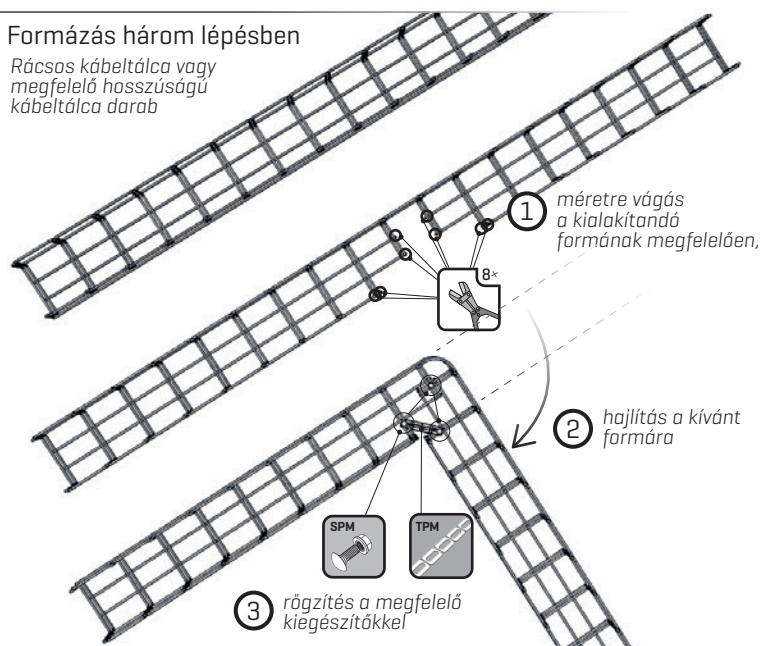 Formázás három lépésben
Rácsos kábeltálca vagy
megfelelő hosszúságú
kábeltálca darab
1
méretre vágás
a kialakítandó
formának megfelelően,
8×
2
hajlítás a kívánt
formára
SPM
TPM
3
rögzítés a megfelelő
kiegészítőkkel